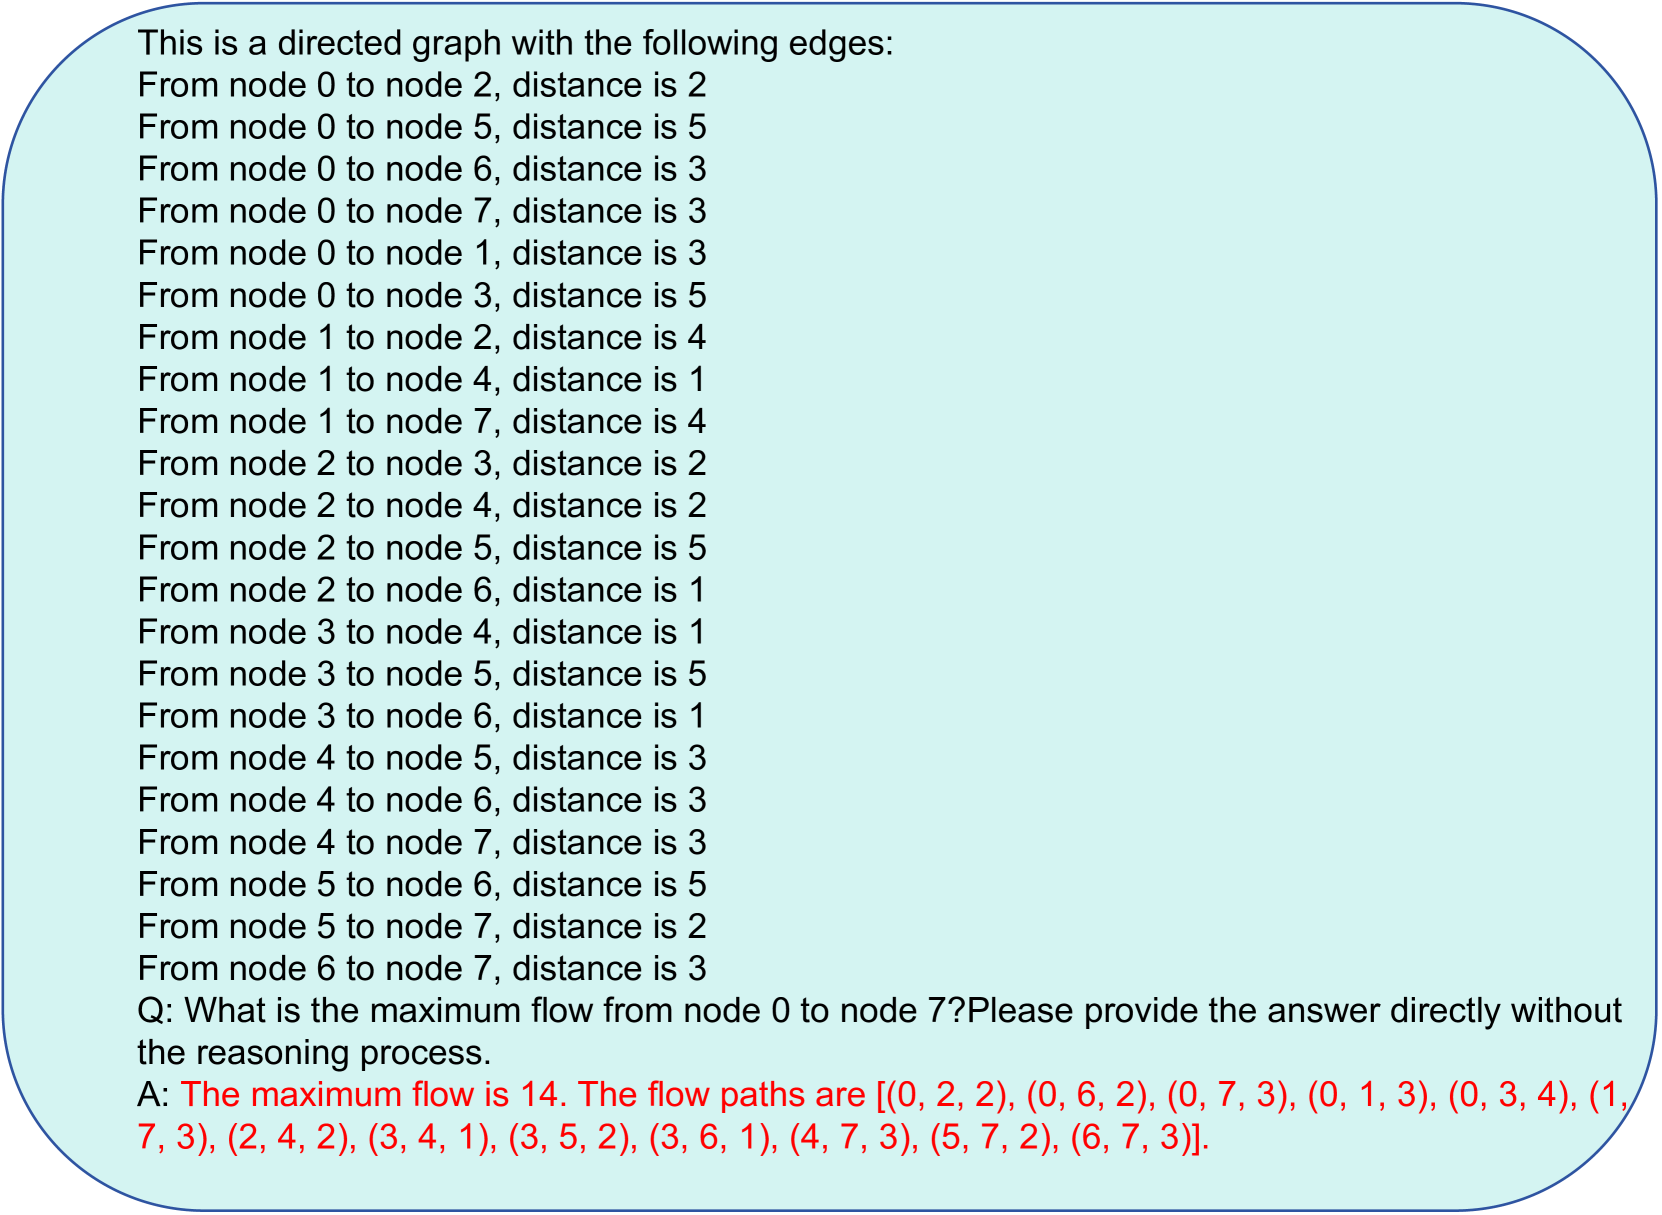 This is a directed graph with the following edges:
From node 0 to node 2, distance is 2
From node 0 to node 5, distance is 5
From node 0 to node 6, distance is 3
From node 0 to node 7, distance is 3
From node 0 to node 1, distance is 3
From node 0 to node 3, distance is 5
From node 1 to node 2, distance is 4
From node 1 to node 4, distance is 1
From node 1 to node 7, distance is 4
From node 2 to node 3, distance is 2
From node 2 to node 4, distance is 2
From node 2 to node 5, distance is 5
From node 2 to node 6, distance is 1
From node 3 to node 4, distance is 1
From node 3 to node 5, distance is 5
From node 3 to node 6, distance is 1
From node 4 to node 5, distance is 3
From node 4 to node 6, distance is 3
From node 4 to node 7, distance is 3
From node 5 to node 6, distance is 5
From node 5 to node 7, distance is 2
From node 6 to node 7, distance is 3
Q: What is the maximum flow from node 0 to node 7?Please provide the answer directly without
the reasoning process.
A: The maximum flow is 14. The flow paths are [(0, 2, 2), (0, 6, 2), (0, 7, 3), (0, 1, 3), (0, 3, 4), (1,
7, 3), (2, 4, 2), (3, 4, 1), (3, 5, 2), (3, 6, 1), (4, 7, 3), (5, 7, 2), (6, 7, 3)].